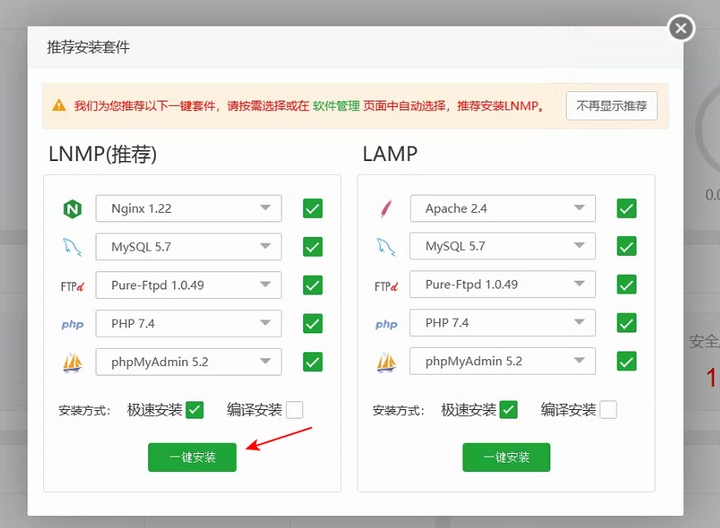 推荐安装套件
我们为您推荐以下一键套件，请按需选择或在 软件管理 页面中自动选择，推荐安装LNMP。
不再显示推荐
LNMP(推荐)
LAMP
Nginx 1.22
MySQL 5.7
FTPd
Pure-Ftpd 1.0.49
php
PHP 7.4
phpMyAdmin 5.2
安装方式：
极速安装
编译安装
一键安装
Apache 2.4
MySQL 5.7
FTPd
Pure-Ftpd 1.0.49
php
PHP 7.4
phpMyAdmin 5.2
安装方式：
极速安装
编译安装
一键安装
0.0
安全
1